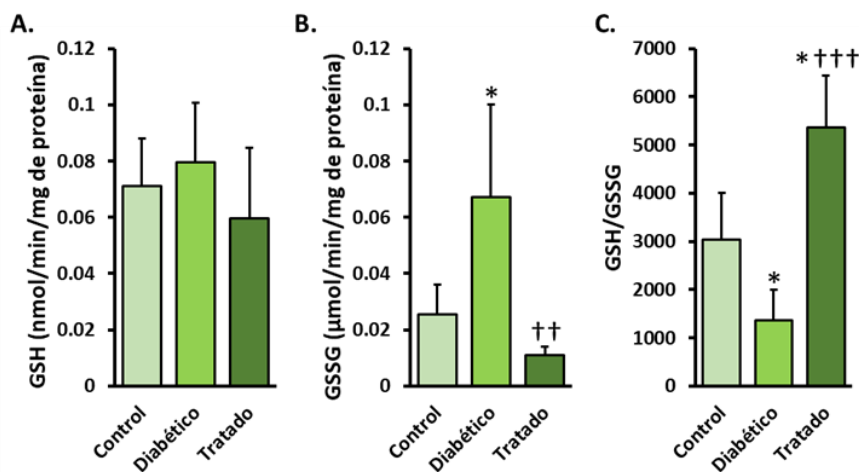 A.
GSH (nmol/min/mg de proteína)
0.12
0.1
0.08
0.06
0.04
0.02
0
Control
Diabético
Tratado
B.
GSSG (µmol/min/mg de proteína)
0.12
0.1
0.08
0.06
0.04
0.02
0
*
††
Control
Diabético
Tratado
C.
GSH/GSSG
7000
6000
5000
4000
3000
2000
1000
0
* †††
*
Control
Diabético
Tratado